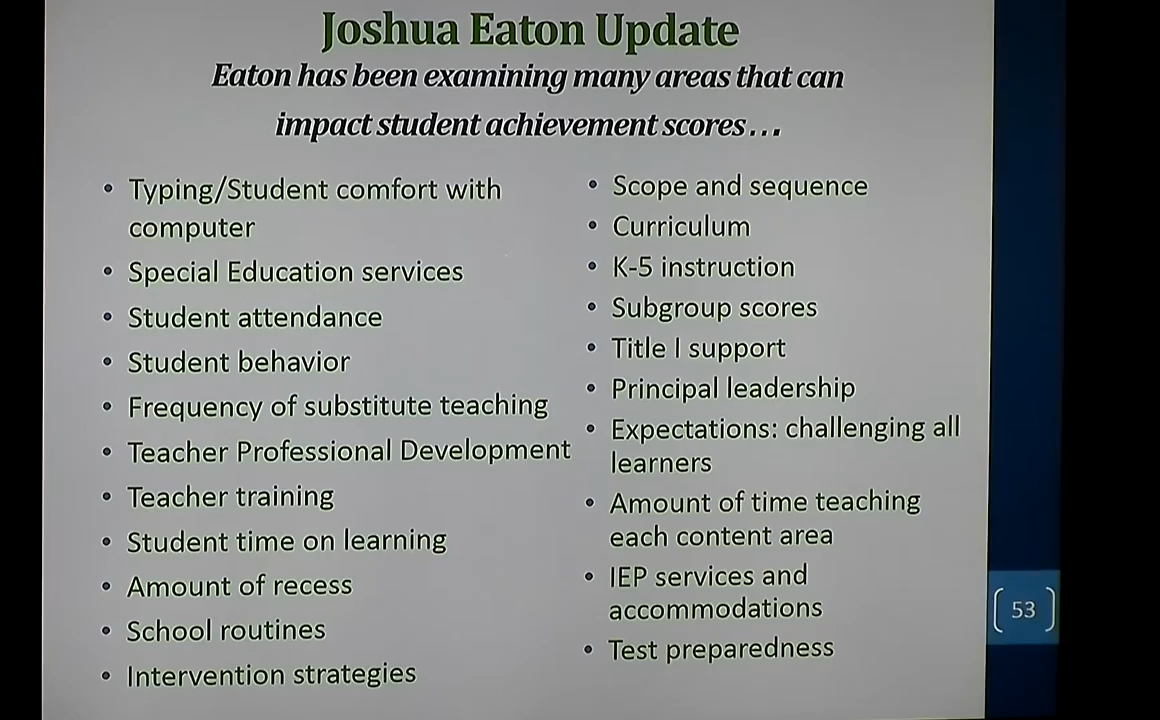 Joshua Eaton Update
Eaton has been examining many areas that can
impact student achievement scores...
• Typing/Student comfort with
computer
• Special Education services
• Student attendance
• Student behavior
• Frequency of substitute teaching
• Teacher Professional Development
• Teacher training
• Student time on learning
• Amount of recess
• School routines
• Intervention strategies
• Scope and sequence
• Curriculum
• K-5 instruction
• Subgroup scores
• Title I support
• Principal leadership
• Expectations: challenging all
learners
• Amount of time teaching
each content area
• IEP services and
accommodations
• Test preparedness
53